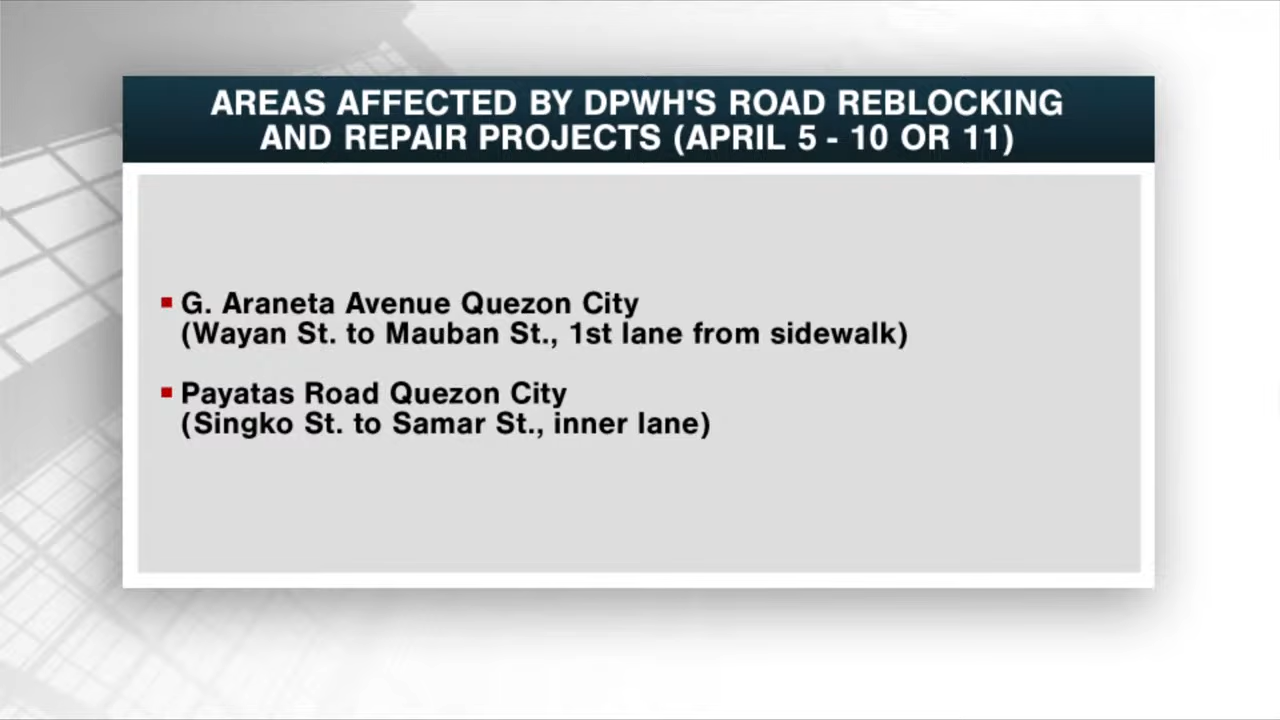 AREAS AFFECTED BY DPWH'S ROAD REBLOCKING
AND REPAIR PROJECTS (APRIL 5 - 10 OR 11)
G. Araneta Avenue Quezon City
(Wayan St. to Mauban St., 1st lane from sidewalk)
Payatas Road Quezon City
(Singko St. to Samar St., inner lane)